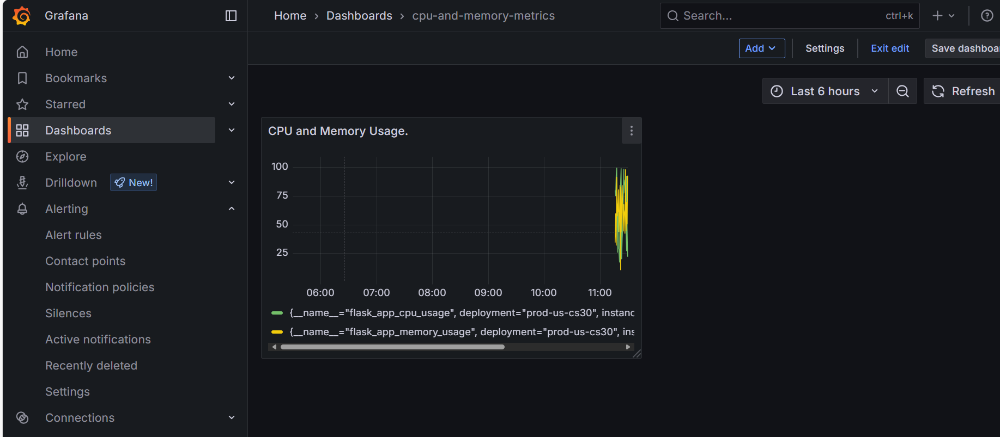 Grafana
Home › Dashboards › cpu-and-memory-metrics
Search...
ctrl+k
Add
Settings
Exit edit
Save dashboa
Home
Bookmarks
Starred
Dashboards
Explore
Drilldown
New!
Alerting
Alert rules
Contact points
Notification policies
Silences
Active notifications
Recently deleted
Settings
Connections
Last 6 hours
Refresh
CPU and Memory Usage.
100
75
50
25
06:00 07:00 08:00 09:00 10:00 11:00
{__name__="flask_app_cpu_usage", deployment="prod-us-cs30", instanc
{__name__="flask_app_memory_usage", deployment="prod-us-cs30", ins